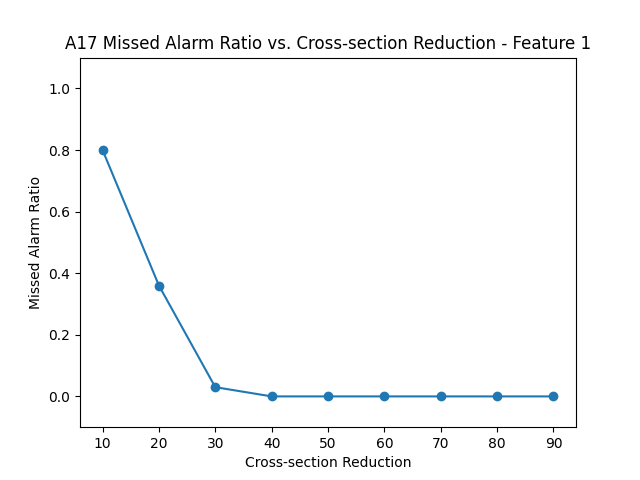 A17 Missed Alarm Ratio vs. Cross-section Reduction - Feature 1
1.0
0.8
0.6
0.4
0.2
0.0
Missed Alarm Ratio
10 20 30 40 50 60 70 80 90
Cross-section Reduction